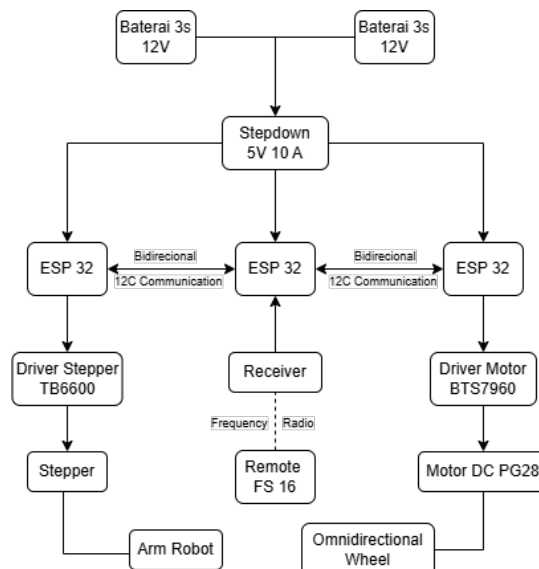 Baterai 3s
12V
Baterai 3s
12V
Stepdown
5V 10 A
ESP 32
Bidirecional
12C Communication
ESP 32
Bidirecional
12C Communication
ESP 32
Driver Stepper
TB6600
Receiver
Driver Motor
BTS7960
Frequency
Radio
Stepper
Remote
FS 16
Motor DC PG28
Arm Robot
Omnidirectional
Wheel